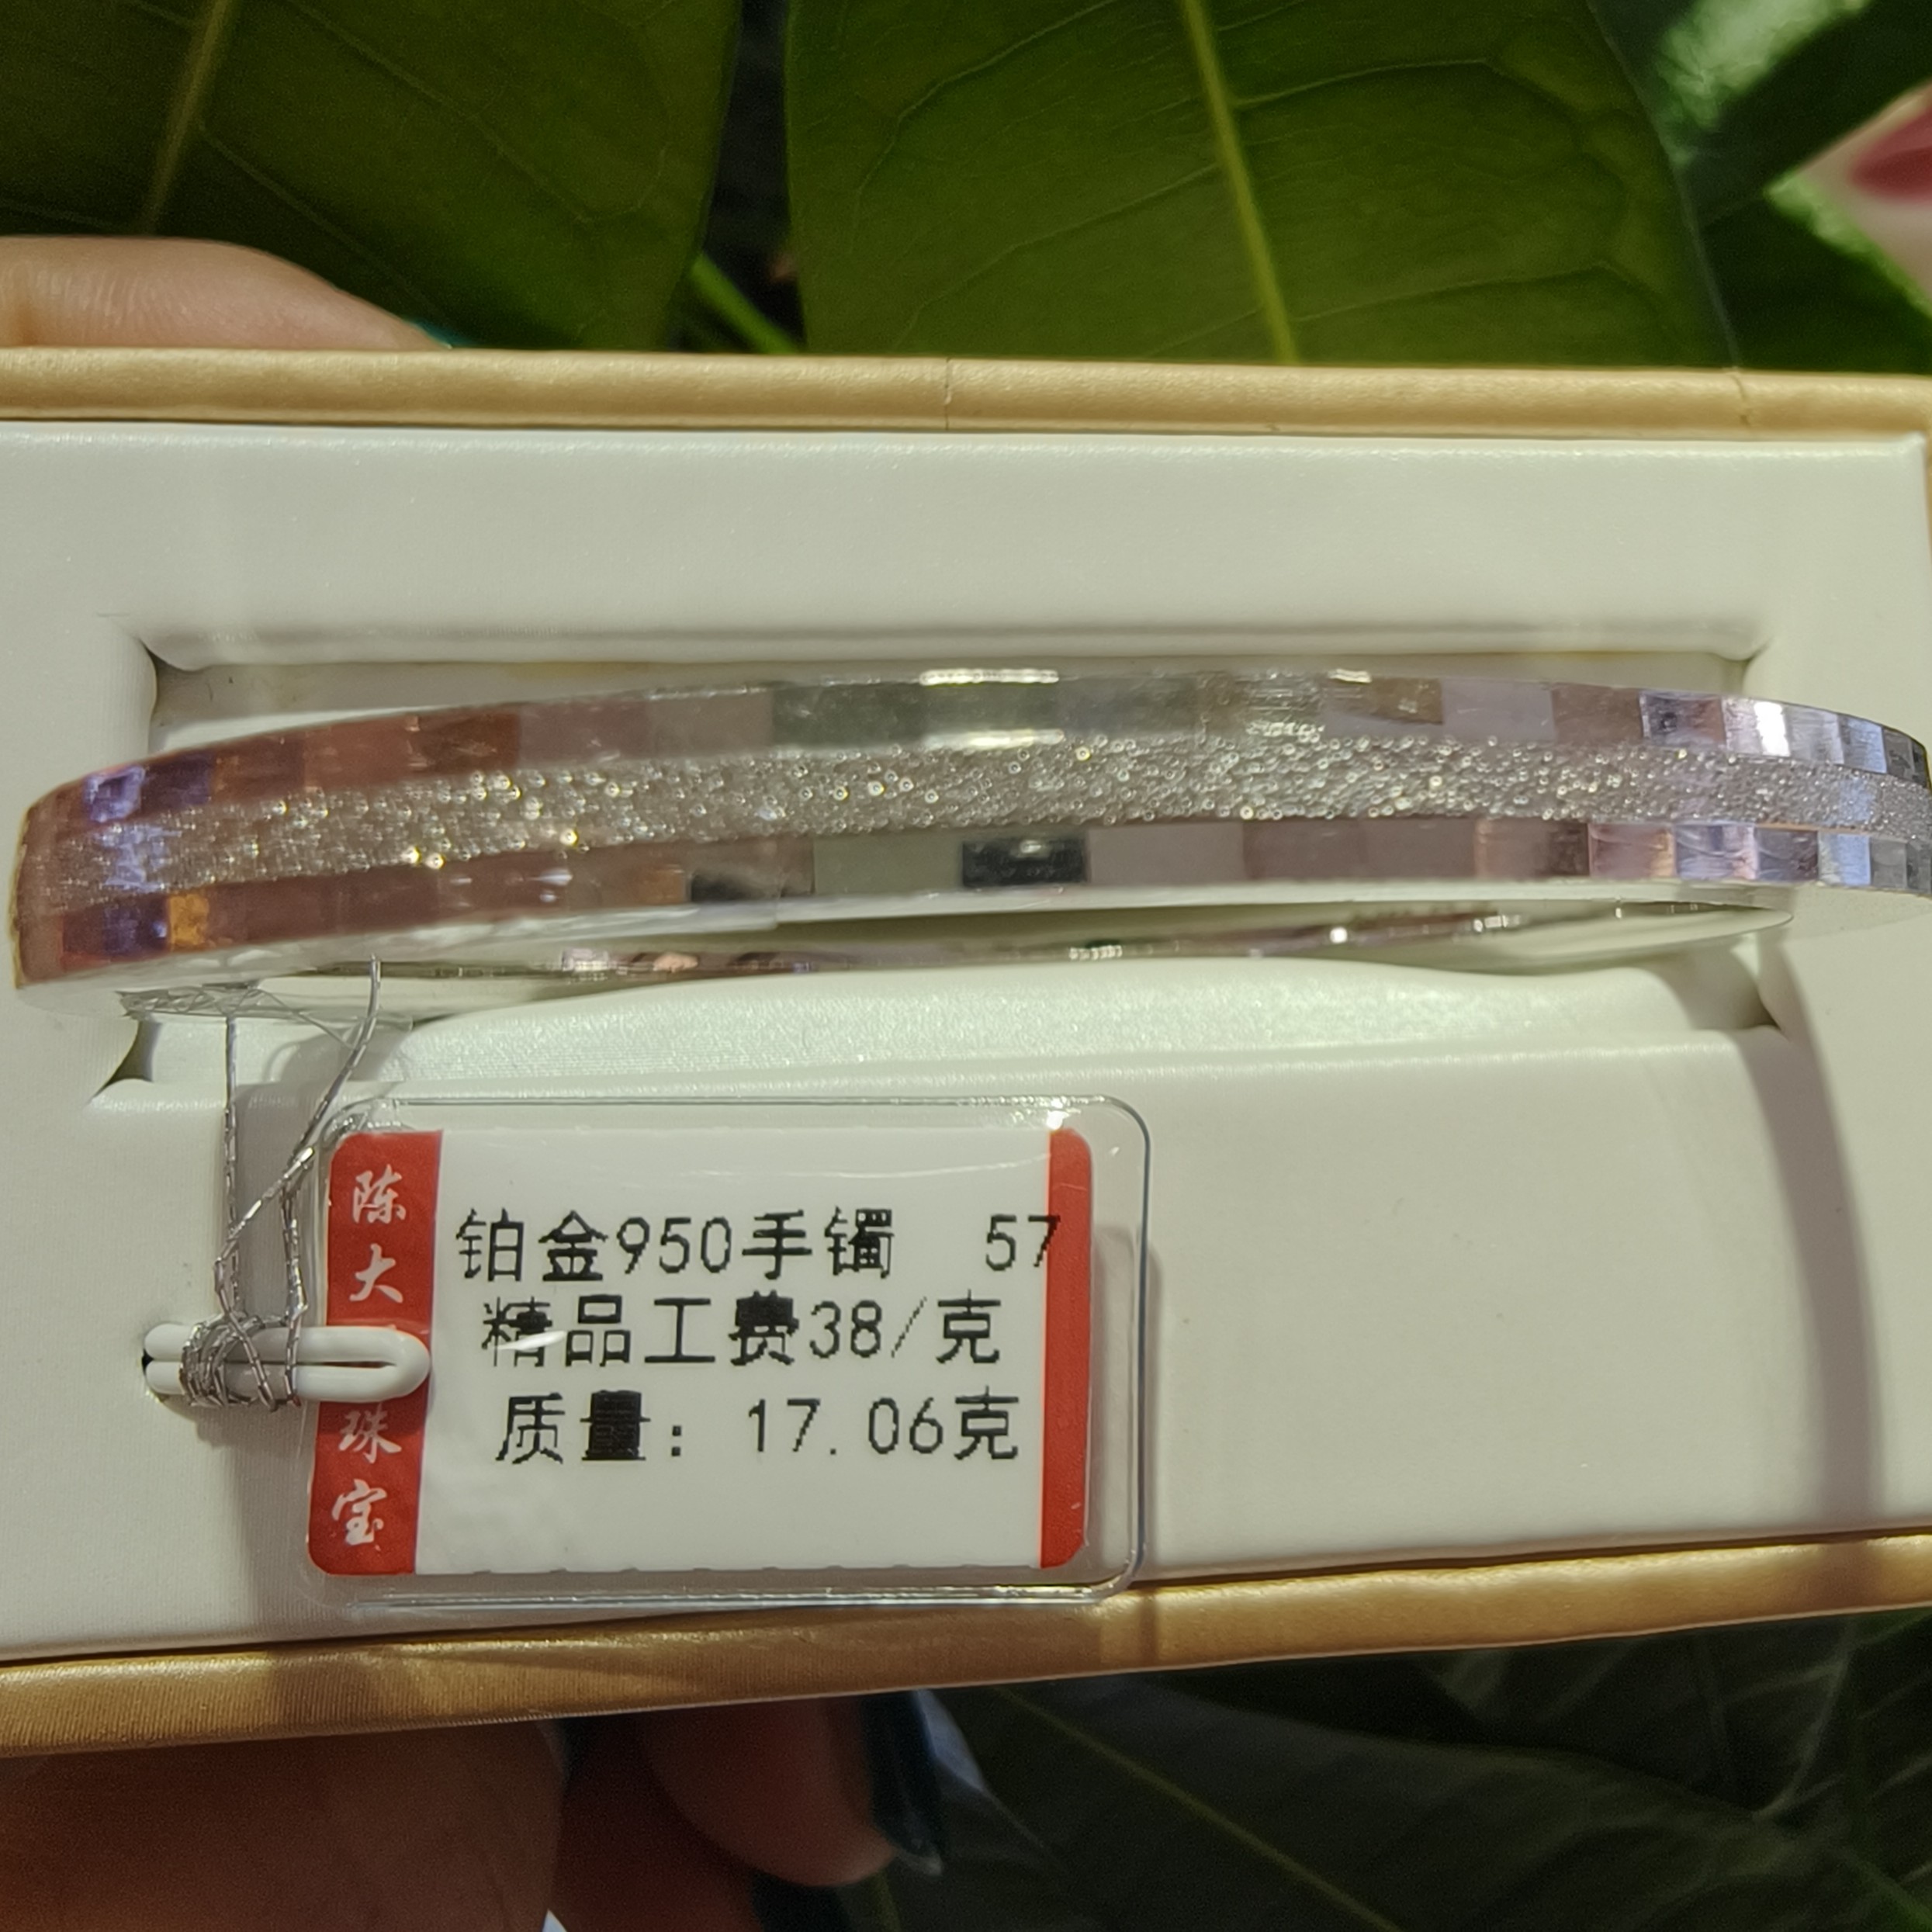 陈大珠宝
铂金950手镯 57
精品工费38/克
质量: 17.06克